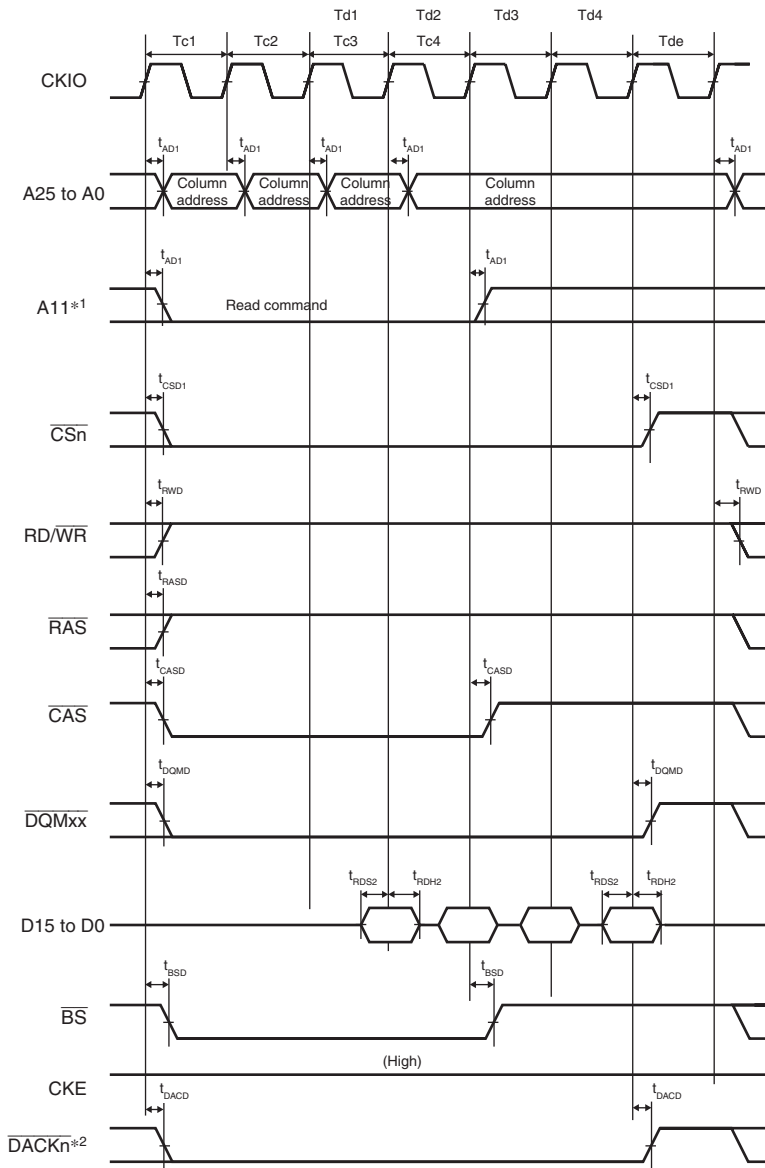 Td1 Td2 Td3 Td4
Tc1 Tc2 Tc3 Tc4 Tde
CKIO
tAD1 tAD1 tAD1 tAD1 tAD1
A25 to A0
Column address
Column address
Column address
Column address
tAD1 tAD1
A11*1
Read command
tCSD1 tCSD1
CSn
tRWD tRWD
RD/WR
tRASD
RAS
tCASD tCASD
CAS
tDQMD tDQMD
DQMxx
tRDS2 tRDH2 tRDS2 tRDH2
D15 to D0
tBSD tBSD
BS
(High)
CKE
tDACD tDACD
DACKn*2